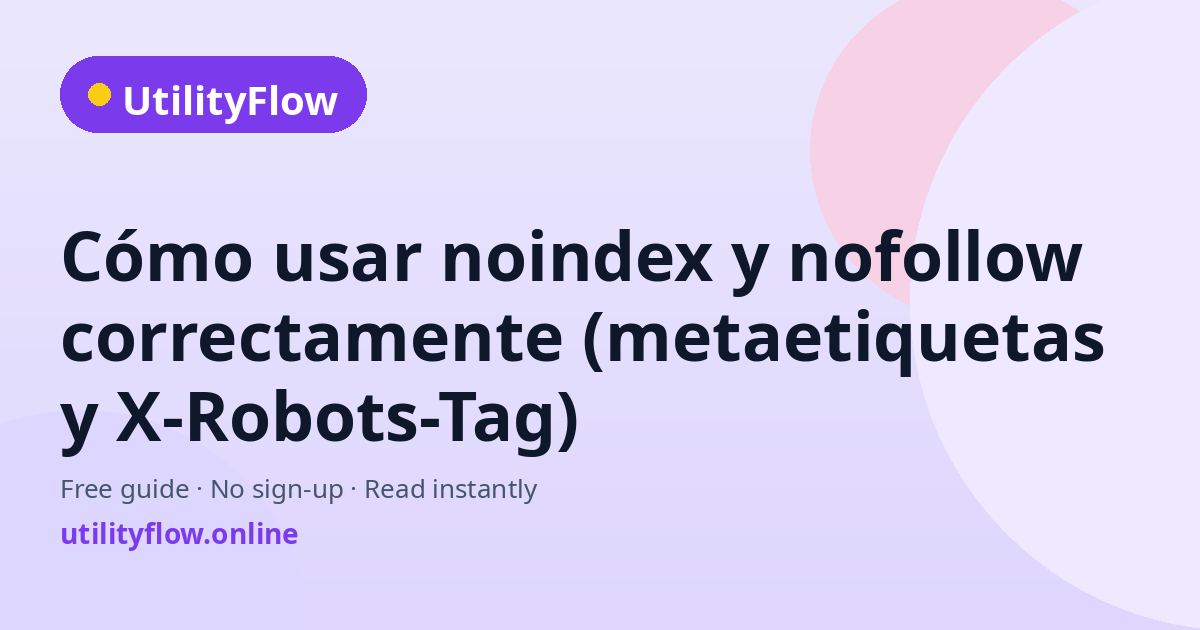 UtilityFlow
Cómo usar noindex y nofollow
correctamente (metaetiquetas
y X-Robots-Tag)
Free guide · No sign-up · Read instantly
utilityflow.online